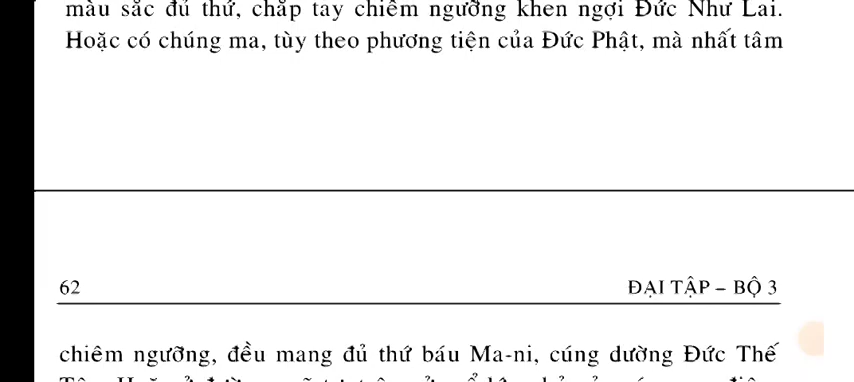 màu sắc đủ thứ, chắp tay chiêm ngưỡng khen ngợi Đức Như Lai.
Hoặc có chúng ma, tùy theo phương tiện của Đức Phật, mà nhất tâm
62 ĐẠI TẬP – BỘ 3
chiêm ngưỡng, đều mang đủ thứ báu Ma-ni, cúng dường Đức Thế